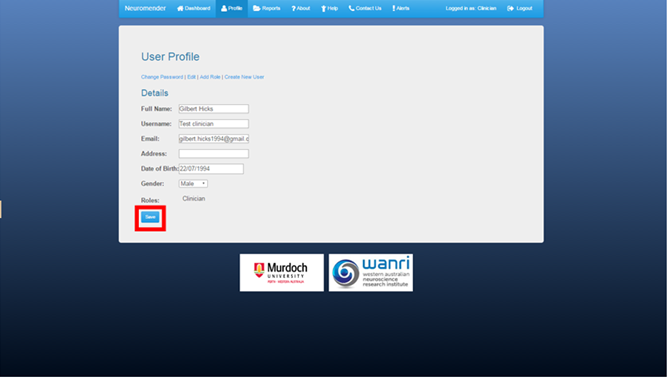 Neuromender Dashboard Profile Reports About Help Contact Us Alerts Logged in as: Clinician Logout
User Profile
Change Password | Edit | Add Role | Create New User
Details
Full Name: Gilbert Hicks
Username: Test clinician
Email: gilbert.hicks1994@gmail.c
Address:
Date of Birth: 22/07/1994
Gender: Male
Roles: Clinician
Save
Murdoch
UNIVERSITY
PERTH, WESTERN AUSTRALIA
wanri
western australian
neuroscience
research institute